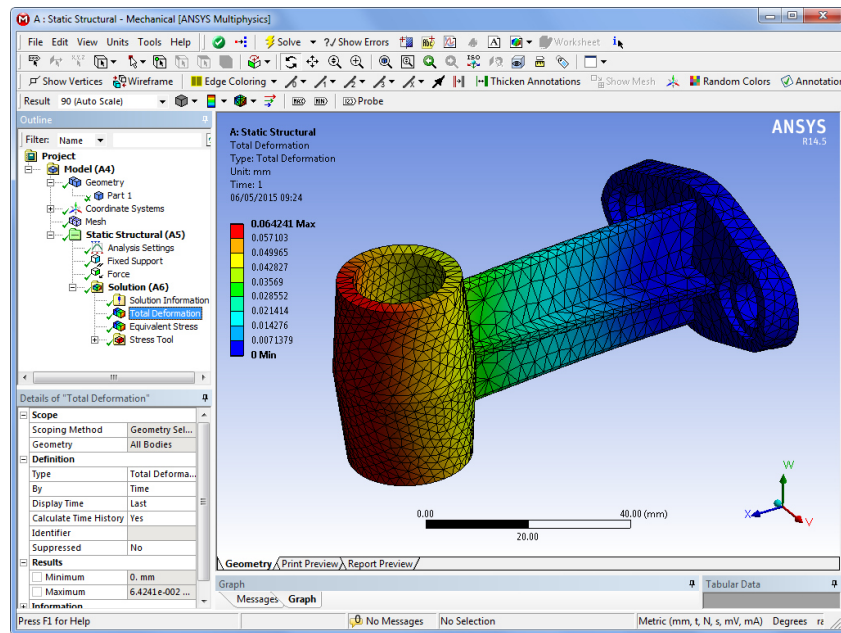 A : Static Structural - Mechanical [ANSYS Multiphysics]
File Edit View Units Tools Help Solve ?/ Show Errors Worksheet
Show Vertices Wireframe Edge Coloring Thicken Annotations Show Mesh Random Colors Annotation
Result 90 (Auto Scale) Probe
Outline
Filter: Name
Project
Model (A4)
Geometry
Part 1
Coordinate Systems
Mesh
Static Structural (A5)
Analysis Settings
Fixed Support
Force
Solution (A6)
Solution Information
Total Deformation
Equivalent Stress
Stress Tool
Details of "Total Deformation"
Scope
Scoping Method Geometry Sel...
Geometry All Bodies
Definition
Type Total Deforma...
By Time
Display Time Last
Calculate Time History Yes
Identifier
Suppressed No
Results
Minimum 0. mm
Maximum 6.4241e-002 ...
Information
A: Static Structural
Total Deformation
Type: Total Deformation
Unit: mm
Time: 1
06/05/2015 09:24
0.064241 Max
0.057103
0.049965
0.042827
0.03569
0.028552
0.021414
0.014276
0.0071379
0 Min
ANSYS
R14.5
0.00 40.00 (mm)
20.00
W
X V
Geometry Print Preview Report Preview
Graph Tabular Data
Messages Graph
Press F1 for Help No Messages No Selection Metric (mm, t, N, s, mV, mA) Degrees